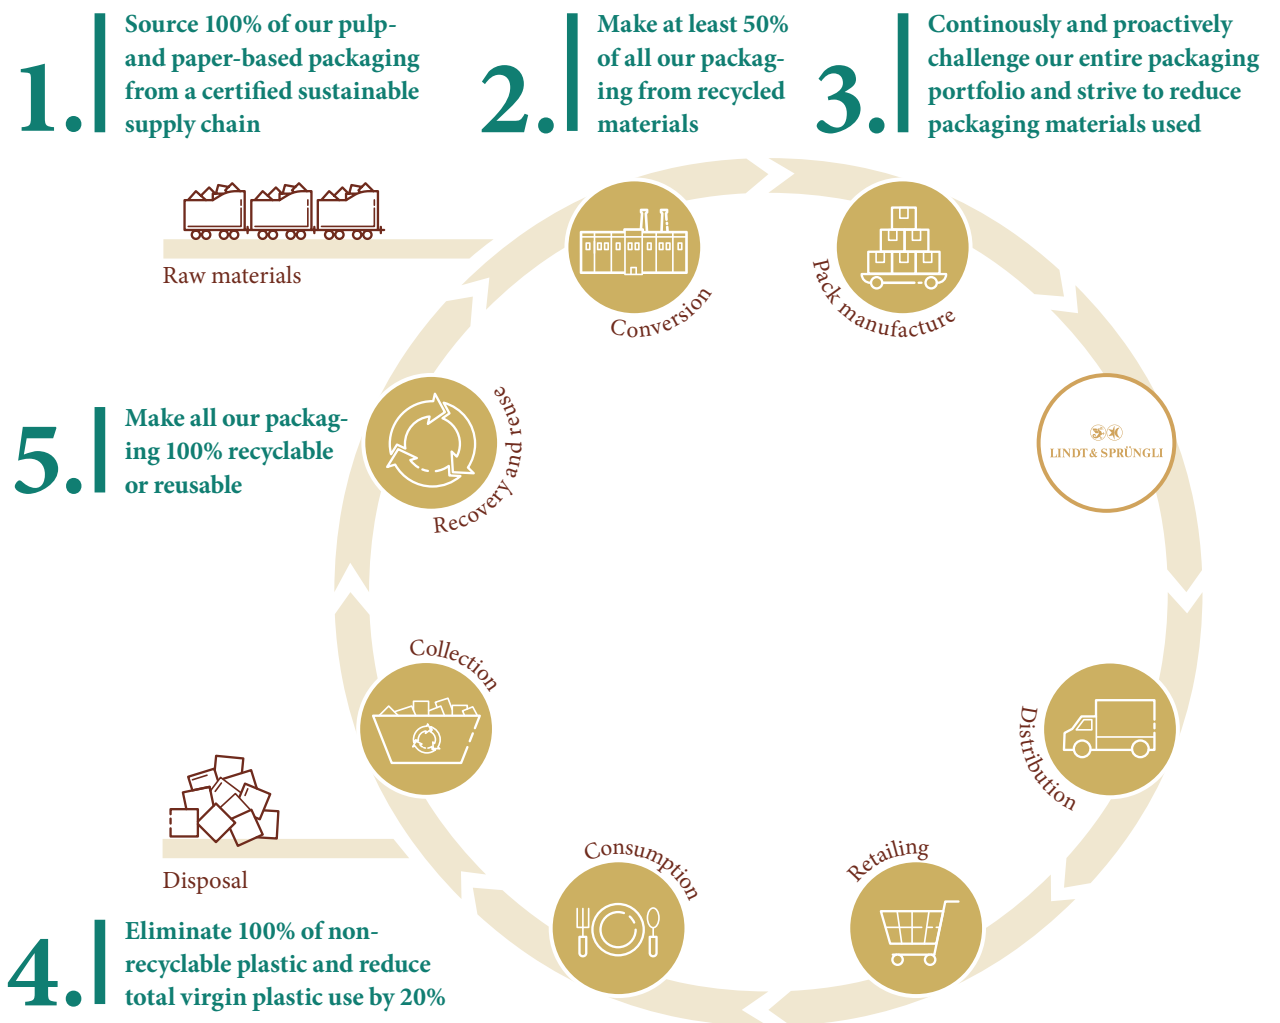 1.
Source 100% of our pulp-
and paper-based packaging
from a certified sustainable
supply chain
2.
Make at least 50%
of all our packag-
ing from recycled
materials
3.
Continously and proactively
challenge our entire packaging
portfolio and strive to reduce
packaging materials used
Raw materials
Conversion
Pack manufacture
5.
Make all our packag-
ing 100% recyclable
or reusable
Recovery and reuse
LINDT & SPRÜNGLI
Collection
Distribution
Disposal
Consumption
Retailing
4.
Eliminate 100% of non-
recyclable plastic and reduce
total virgin plastic use by 20%